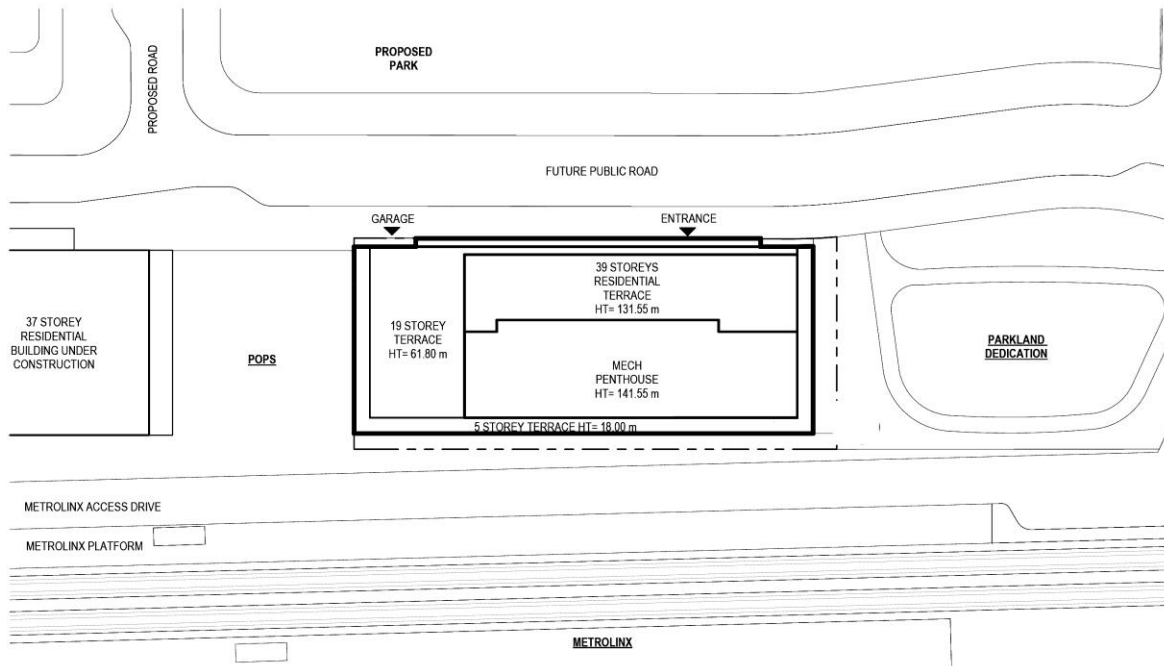 PROPOSED
PARK
PROPOSED ROAD
FUTURE PUBLIC ROAD
GARAGE
ENTRANCE
37 STOREY
RESIDENTIAL
BUILDING UNDER
CONSTRUCTION
POPS
19 STOREY
TERRACE
HT= 61.80 m
39 STOREYS
RESIDENTIAL
TERRACE
HT= 131.55 m
MECH
PENTHOUSE
HT= 141.55 m
5 STOREY TERRACE HT= 18.00 m
PARKLAND
DEDICATION
METROLINX ACCESS DRIVE
METROLINX PLATFORM
METROLINX